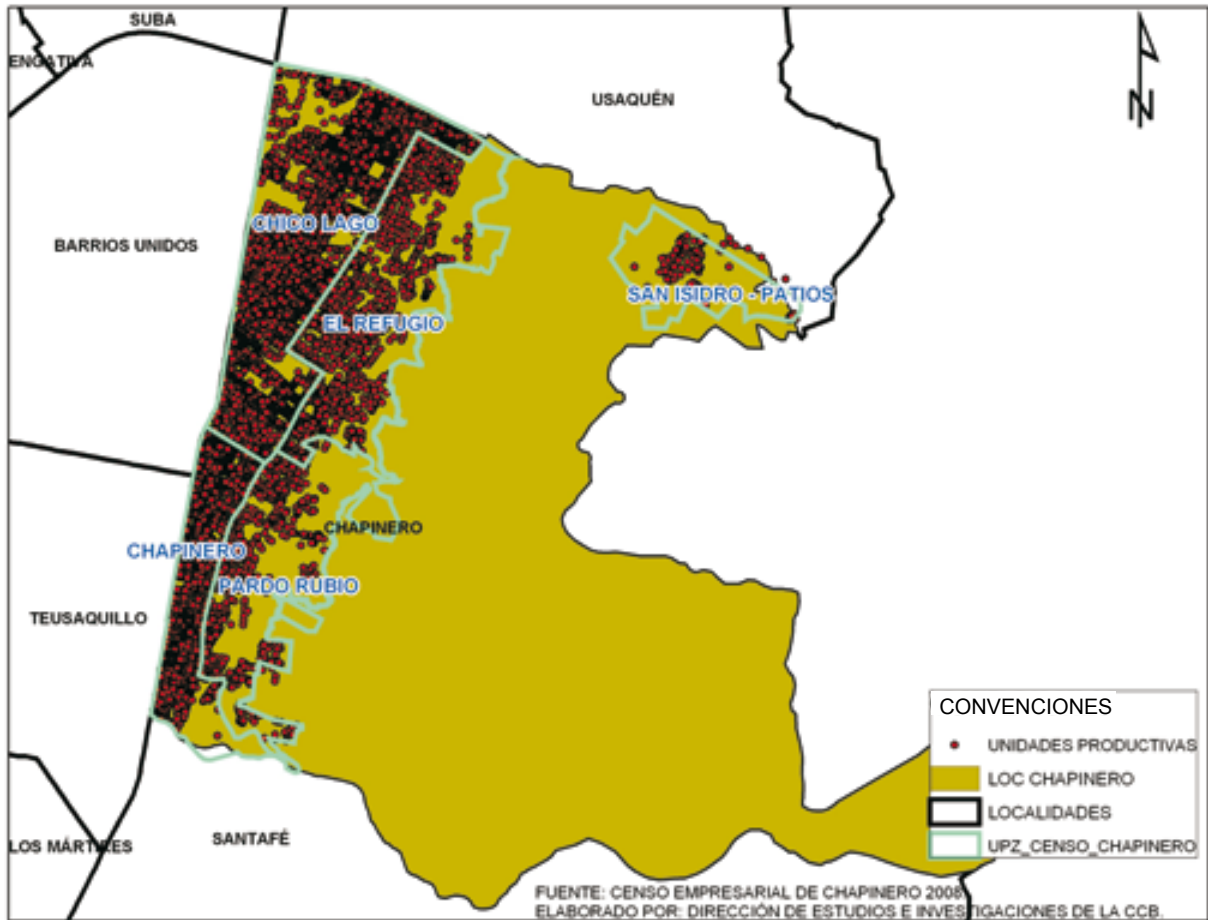 SUBA
ENGATIVA
USAQUÉN
N
BARRIOS UNIDOS
CHICO LAGO
SAN ISIDRO - PATIOS
EL REFUGIO
CHAPINERO
CHAPINERO
PARDO RUBIO
TEUSAQUILLO
LOS MÁRTIRES
SANTAFÉ
CONVENCIONES
UNIDADES PRODUCTIVAS
LOC CHAPINERO
LOCALIDADES
UPZ_CENSO_CHAPINERO
FUENTE: CENSO EMPRESARIAL DE CHAPINERO 2008
ELABORADO POR: DIRECCIÓN DE ESTUDIOS E INVESTIGACIONES DE LA CCB.